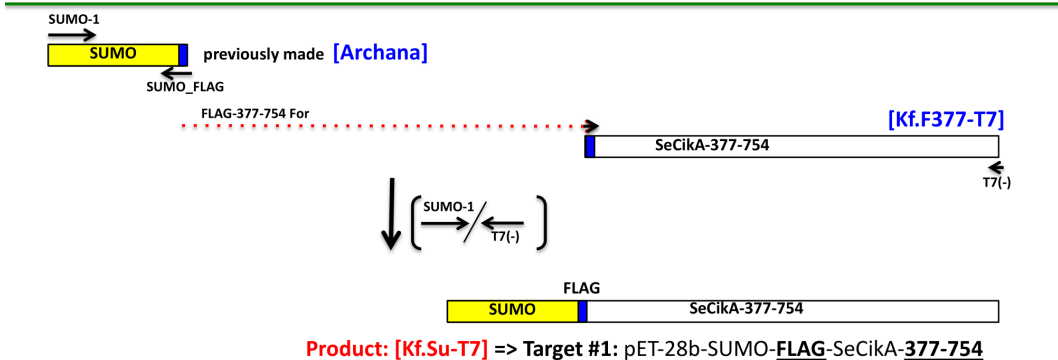 SUMO-1
SUMO
previously made [Archana]
SUMO_FLAG
FLAG-377-754 For
[Kf.F377-T7]
SeCikA-377-754
T7(-)
SUMO-1
T7(-)
FLAG
SUMO
SeCikA-377-754
Product: [Kf.Su-T7] => Target #1: pET-28b-SUMO-FLAG-SeCikA-377-754